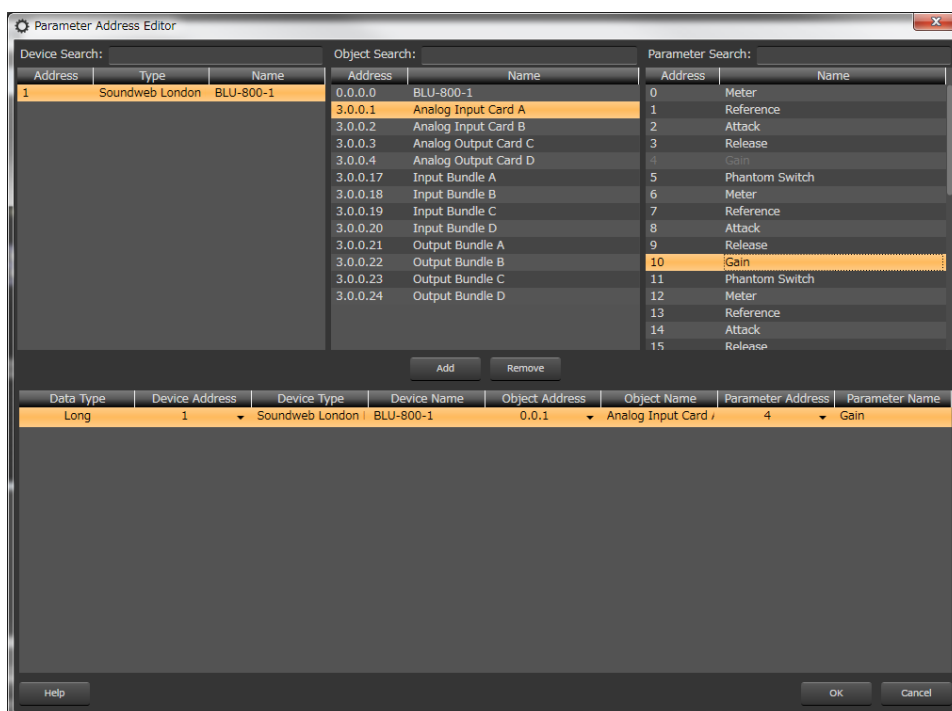 Parameter Address Editor
x
Device Search: Object Search: Parameter Search:
Address Type Name Address Name Address Name
1 Soundweb London BLU-800-1 0.0.0.0 BLU-800-1 0 Meter
3.0.0.1 Analog Input Card A 1 Reference
3.0.0.2 Analog Input Card B 2 Attack
3.0.0.3 Analog Output Card C 3 Release
3.0.0.4 Analog Output Card D 4 Gain
3.0.0.17 Input Bundle A 5 Phantom Switch
3.0.0.18 Input Bundle B 6 Meter
3.0.0.19 Input Bundle C 7 Reference
3.0.0.20 Input Bundle D 8 Attack
3.0.0.21 Output Bundle A 9 Release
3.0.0.22 Output Bundle B 10 Gain
3.0.0.23 Output Bundle C 11 Phantom Switch
3.0.0.24 Output Bundle D 12 Meter
13 Reference
14 Attack
15 Release
Add Remove
Data Type Device Address Device Type Device Name Object Address Object Name Parameter Address Parameter Name
Long 1 Soundweb London BLU-800-1 0.0.1 Analog Input Card 4 Gain
Help OK Cancel